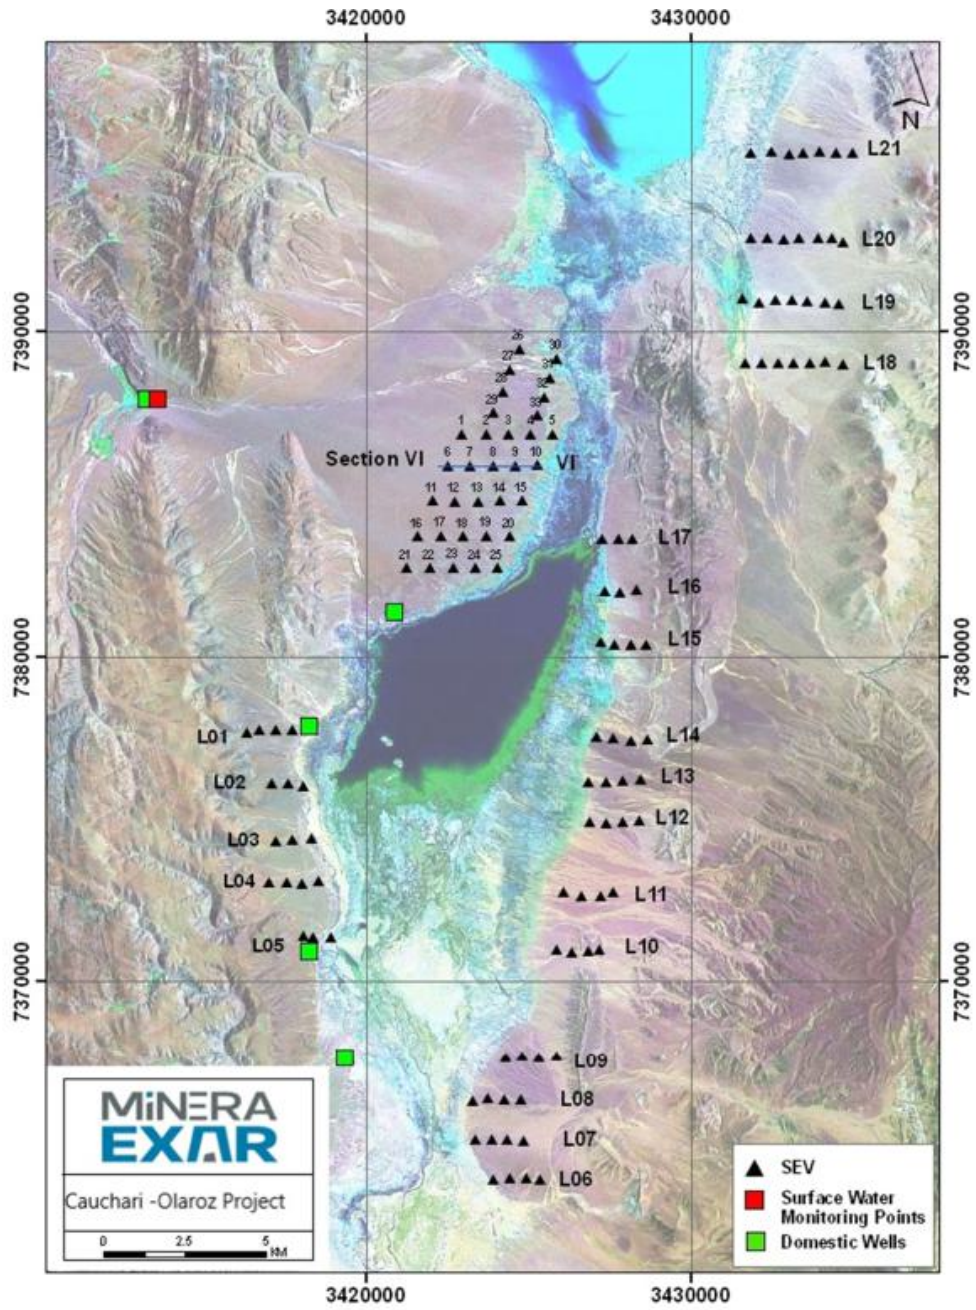 3420000
3430000
L21
N
L20
L19
7390000
7390000
L18
26
30
27
31
28
32
29
33
1 2 3 4 5
Section VI
6 7 8 9 10
VI
11 12 13 14 15
16 17 18 19 20
L17
21 22 23 24 25
L16
L15
7380000
7380000
L01
L14
L02
L13
L12
L03
L04
L11
L05
L10
7370000
7370000
L09
L08
L07
L06
MINERA
EXAR
Cauchari -Olaroz Project
0 2.5 5
KM
SEV
Surface Water
Monitoring Points
Domestic Wells
3420000
3430000